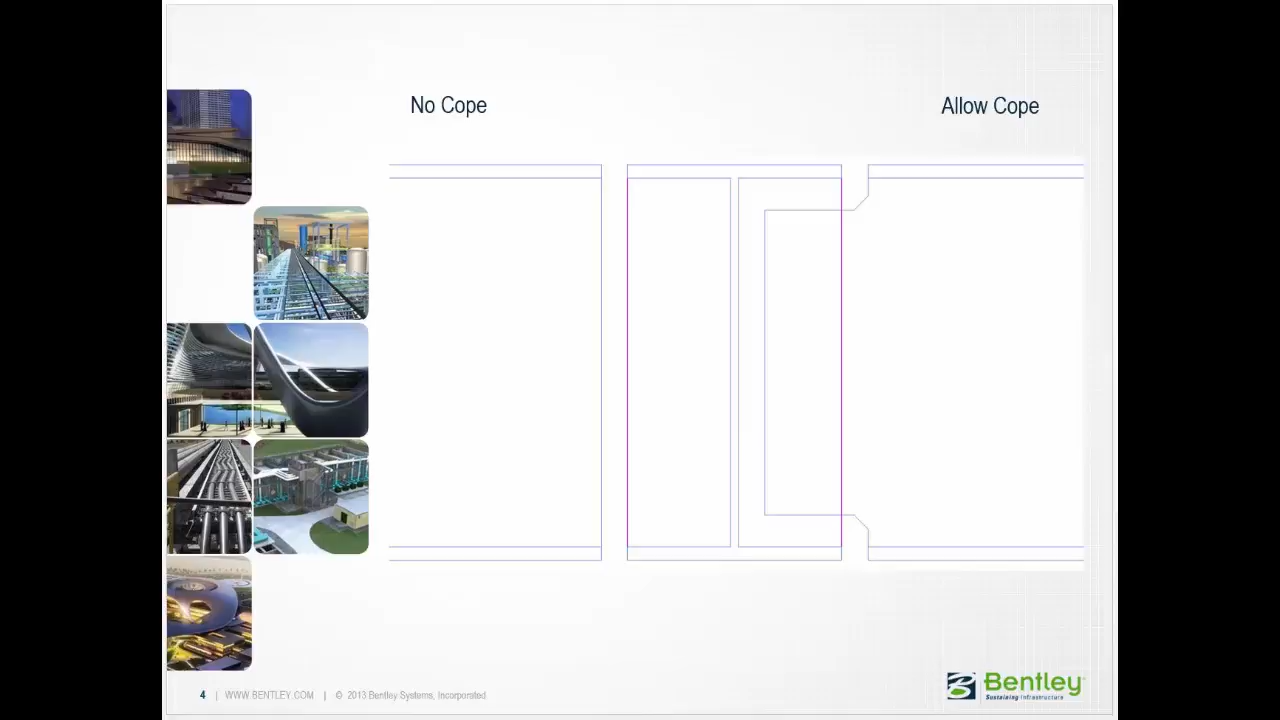 No Cope
Allow Cope
4 | WWW.BENTLEY.COM | © 2013 Bentley Systems, Incorporated
Bentley
Sustaining Infrastructure